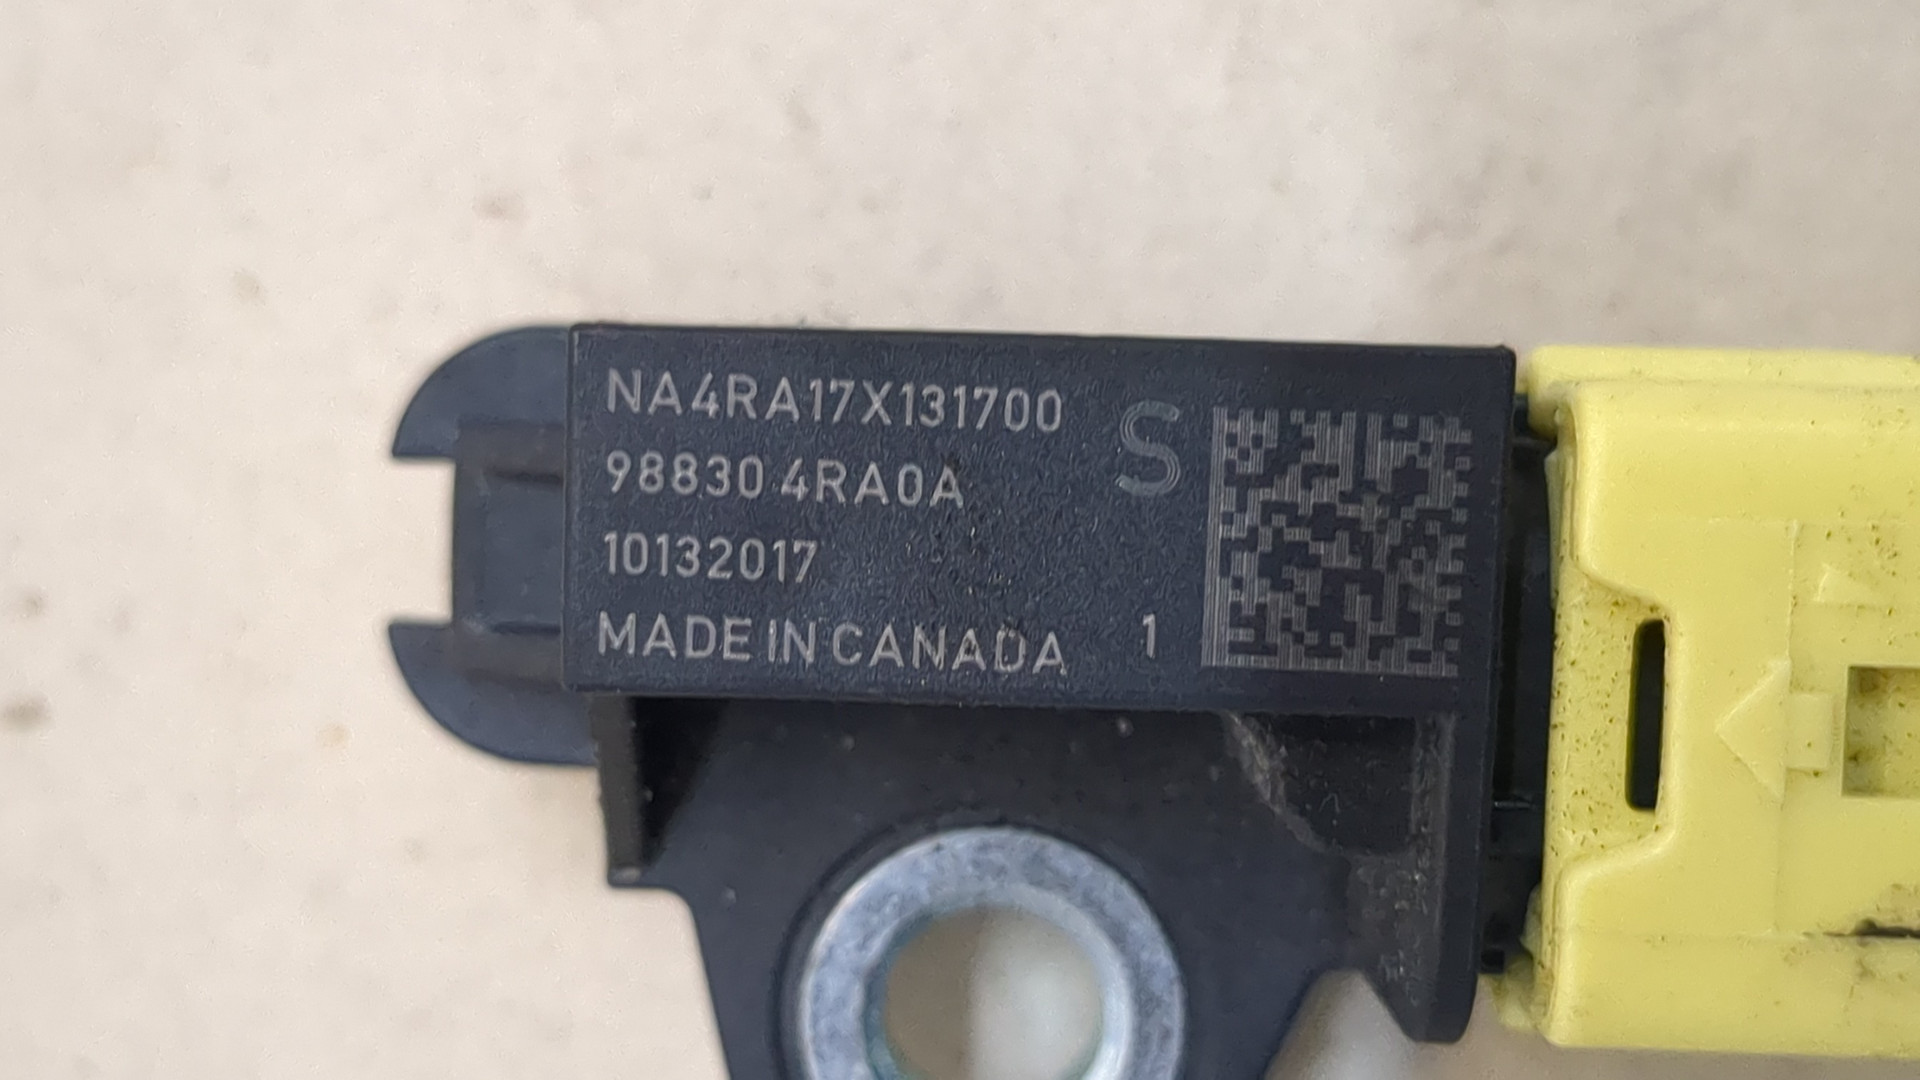 NA4RA17X131700
S
98830 4RA0A
10132017
MADE IN CANADA 1